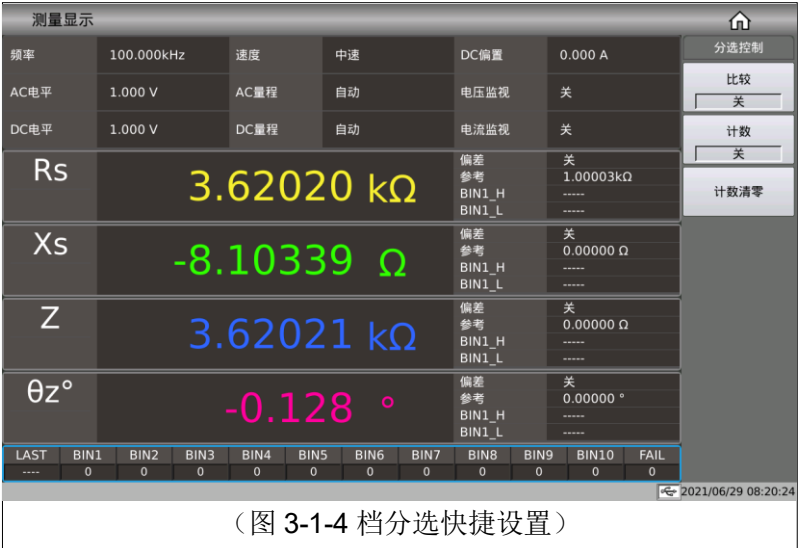 测量显示
频率 100.000kHz 速度 中速 DC偏置 0.000 A
AC电平 1.000 V AC量程 自动 电压监视 关
DC电平 1.000 V DC量程 自动 电流监视 关
Rs 3.62020 kΩ
偏差 关
参考 1.00003kΩ
BIN1_H -----
BIN1_L -----
Xs -8.10339 Ω
偏差 关
参考 0.00000 Ω
BIN1_H -----
BIN1_L -----
Z 3.62021 kΩ
偏差 关
参考 0.00000 Ω
BIN1_H -----
BIN1_L -----
θz° -0.128 °
偏差 关
参考 0.00000 °
BIN1_H -----
BIN1_L -----
LAST BIN1 BIN2 BIN3 BIN4 BIN5 BIN6 BIN7 BIN8 BIN9 BIN10 FAIL
---- 0 0 0 0 0 0 0 0 0 0 0
分选控制
比较
关
计数
关
计数清零
2021/06/29 08:20:24
（图 3-1-4 档分选快捷设置）